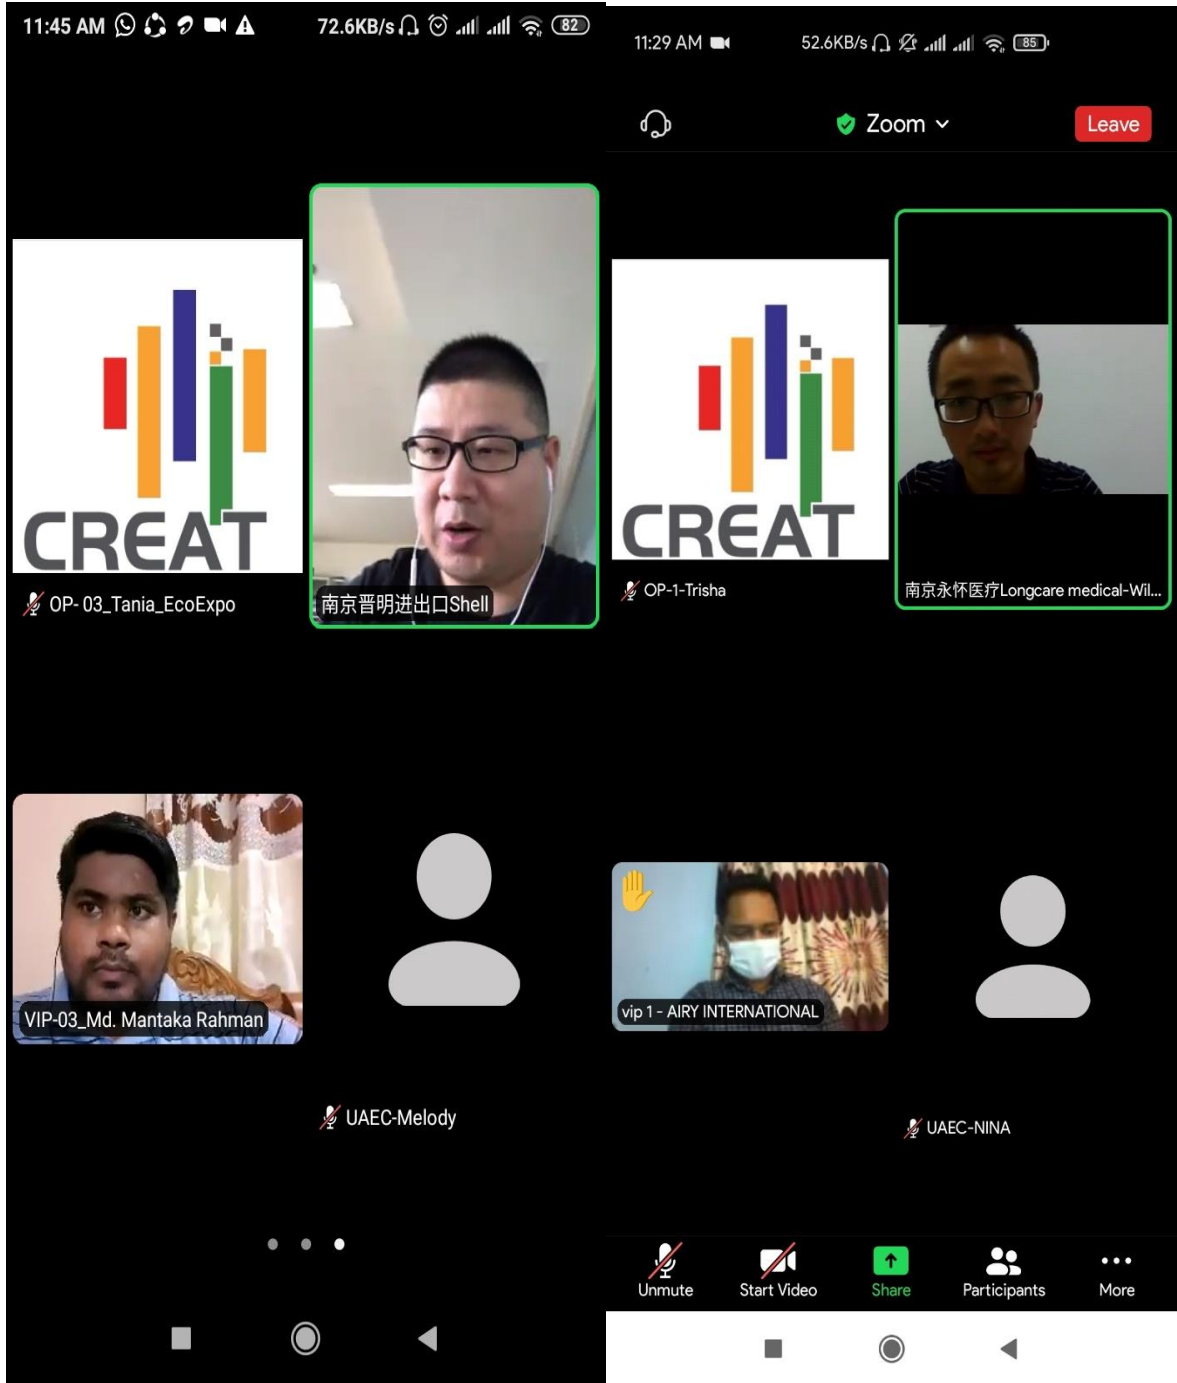 11:45 AM
72.6KB/s
82
CREAT
OP- 03_Tania_EcoExpo
南京晋明进出口Shell
VIP-03_Md. Mantaka Rahman
UAEC-Melody
11:29 AM
52.6KB/s
85
Zoom
Leave
CREAT
OP-1-Trisha
南京永怀医疗Longcare medical-Wil...
vip 1 - AIRY INTERNATIONAL
UAEC-NINA
Unmute
Start Video
Share
Participants
More